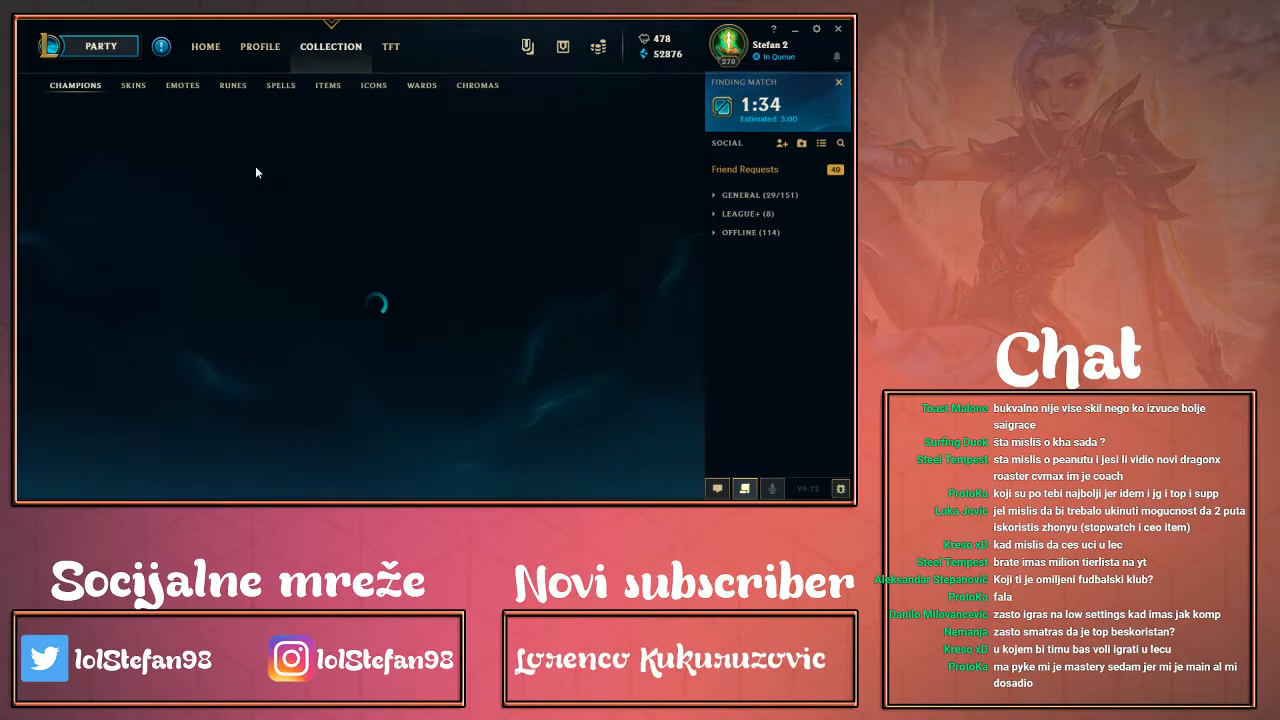 PARTY
HOME
PROFILE
COLLECTION
TFT
478
52876
?
Stefan 2
In Queue
270
CHAMPIONS
SKINS
EMOTES
RUNES
SPELLS
ITEMS
ICONS
WARDS
CHROMAS
FINDING MATCH
1:34
Estimated: 3:00
SOCIAL
Friend Requests
49
GENERAL (29/151)
LEAGUE+ (8)
OFFLINE (114)
V9.22
Chat
Toast Malone bukvalno nije vise skil nego ko izvuce bolje
saigrace
Surfing Duck šta misliš o kha sada ?
Steel Tempest sta mislis o peanutu i jesi li vidio novi dragonx
roaster cvmax im je coach
ProtoKa koji su po tebi najbolji jer idem i jg i top i supp
Luka Jovic jel mislis da bi trebalo ukinuti mogucnost da 2 puta
iskoristis zhonyu (stopwatch i ceo item)
Kreso xD kad mislis da ces uci u lec
Steel Tempest brate imas milion tierlista na yt
Aleksandar Stepanović Koji ti je omiljeni fudbalski klub?
ProtoKa fala
Danilo Milovancevic zasto igras na low settings kad imas jak komp
Nemanja zasto smatras da je top beskoristan?
Kreso xD u kojem bi timu bas voli igrati u lecu
ProtoKa ma pyke mi je mastery sedam jer mi je main al mi
dosadio
Socijalne mreže
lolStefan98
lolStefan98
Novi subscriber
Lorenco Kukuruzovic